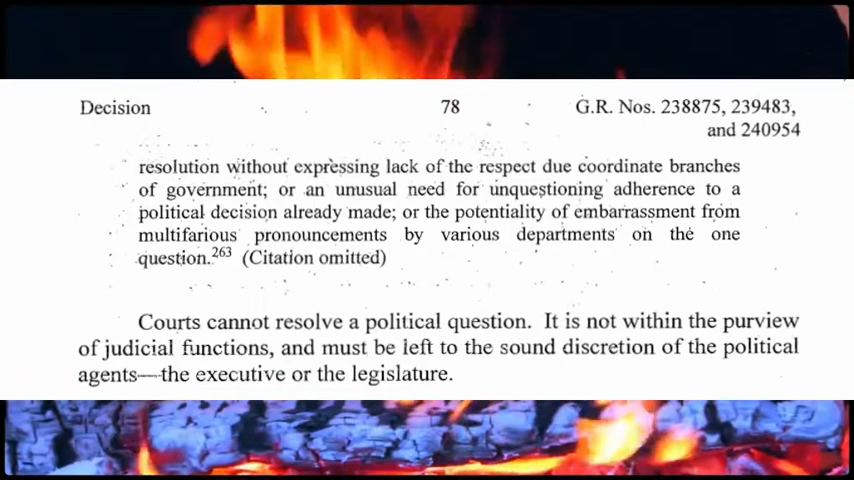 Decision 78 G.R. Nos. 238875, 239483,
and 240954
resolution without expressing lack of the respect due coordinate branches
of government; or an unusual need for unquestioning adherence to a
political decision already made; or the potentiality of embarrassment from
multifarious pronouncements by various departments on the one
question.263 (Citation omitted)
Courts cannot resolve a political question. It is not within the purview
of judicial functions, and must be left to the sound discretion of the political
agents—the executive or the legislature.